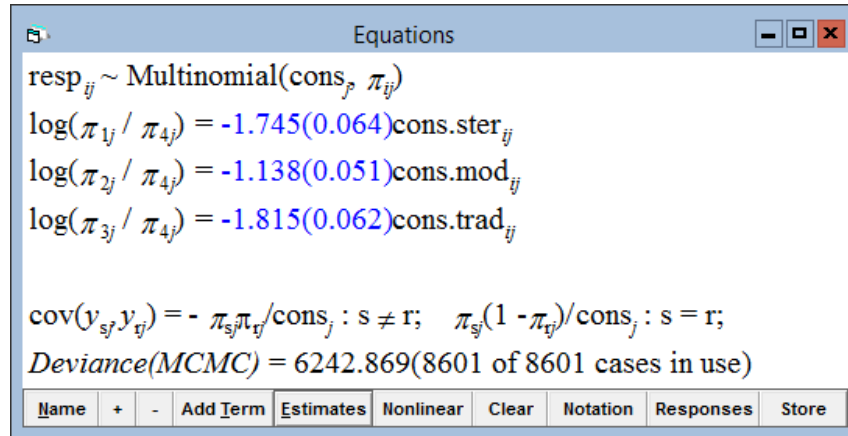 Equations
resp_ij ~ Multinomial(cons_j, π_ij)
log(π_1j / π_4j) = -1.745(0.064)cons.ster_ij
log(π_2j / π_4j) = -1.138(0.051)cons.mod_ij
log(π_3j / π_4j) = -1.815(0.062)cons.trad_ij
cov(y_sj, y_rj) = - π_sjπ_rj/cons_j : s ≠ r; π_sj(1 -π_rj)/cons_j : s = r;
Deviance(MCMC) = 6242.869(8601 of 8601 cases in use)
Name + - Add Term Estimates Nonlinear Clear Notation Responses Store